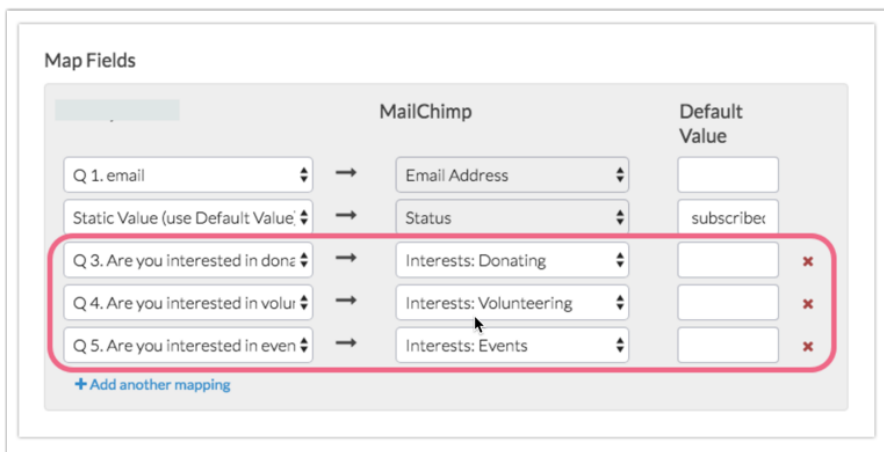 Map Fields
MailChimp
Default
Value
Q 1. email → Email Address
Static Value (use Default Value) → Status subscribed
Q 3. Are you interested in dona → Interests: Donating
Q 4. Are you interested in volun → Interests: Volunteering
Q 5. Are you interested in even → Interests: Events
+ Add another mapping